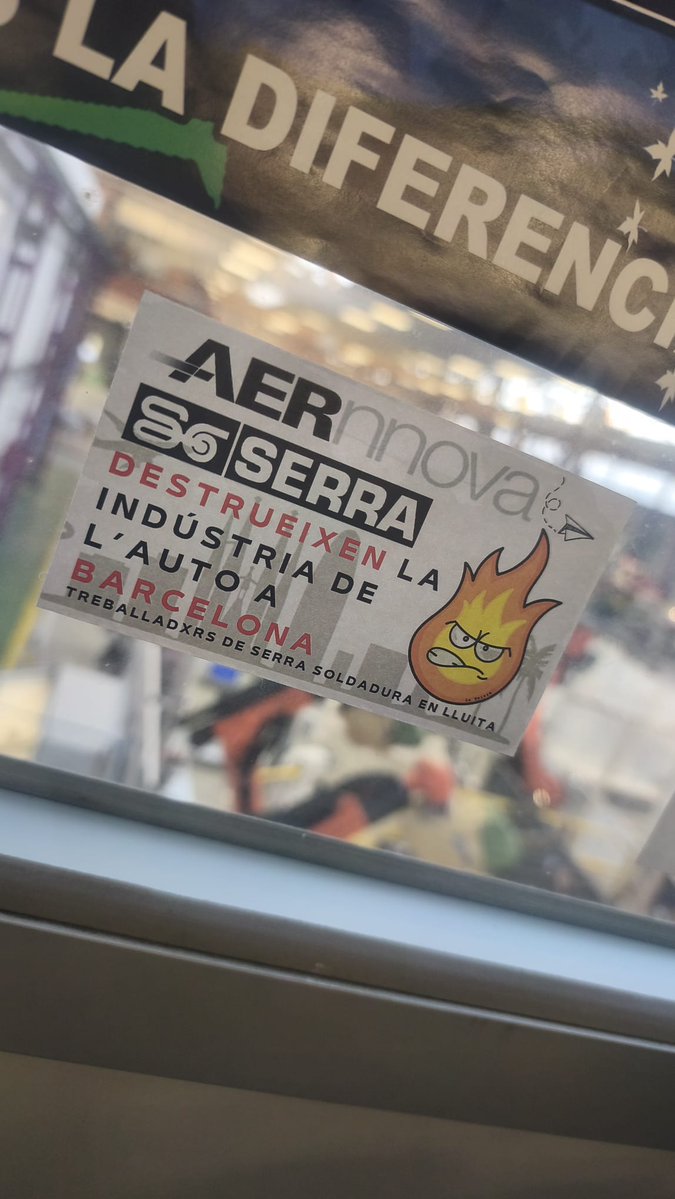 LA DIFERENCI
AERnnova
SERRA
DESTRUEIXEN LA
INDÚSTRIA DE
L'AUTO A
BARCELONA
TREBALLADXRS DE SERRA SOLDADURA EN LLUITA